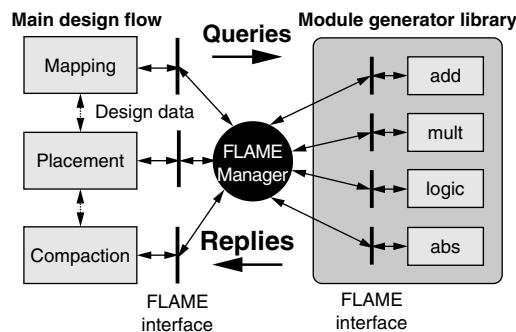 Main design flow
Queries
Module generator library
Mapping
Design data
Placement
Compaction
FLAME
Manager
add
mult
logic
abs
Replies
FLAME
interface
FLAME
interface